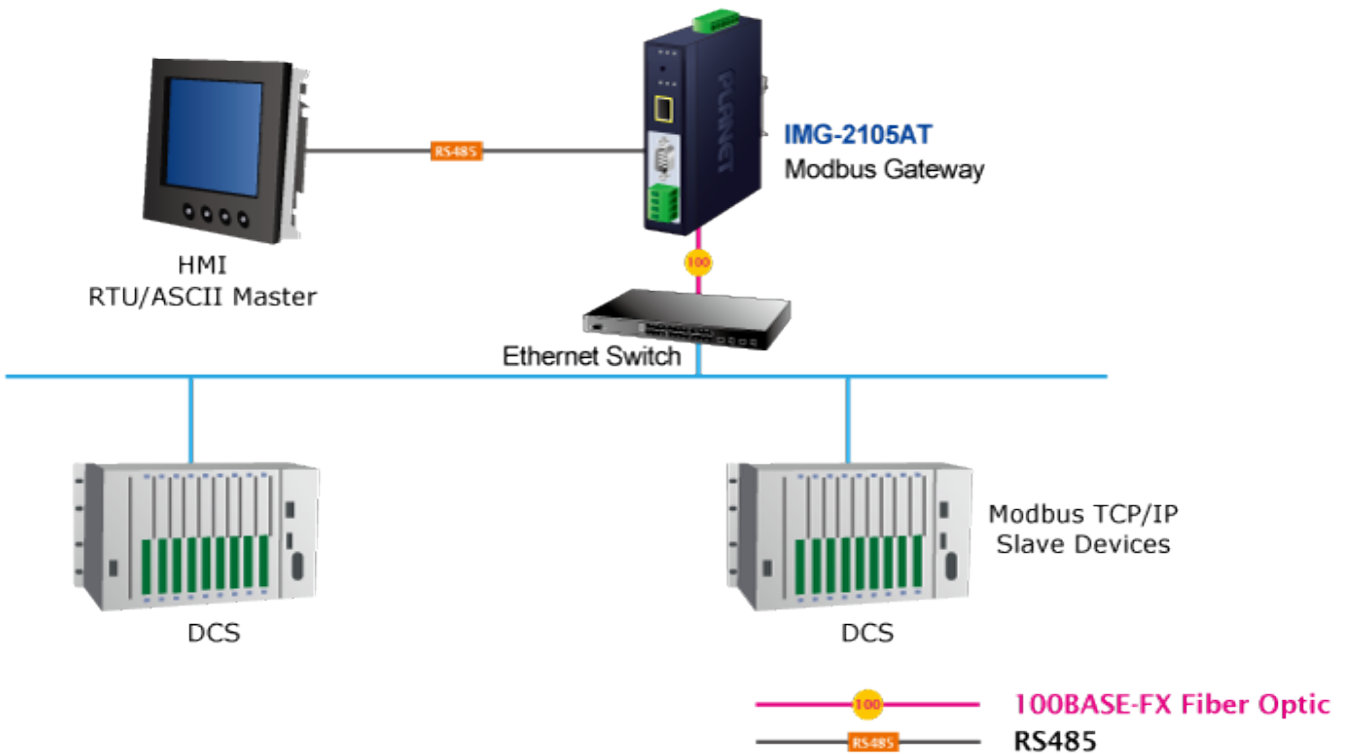 PLANET
IMG-2105AT
Modbus Gateway
RS485
HMI
RTU/ASCII Master
100
Ethernet Switch
Modbus TCP/IP
Slave Devices
DCS
DCS
100
100BASE-FX Fiber Optic
RS485
RS485